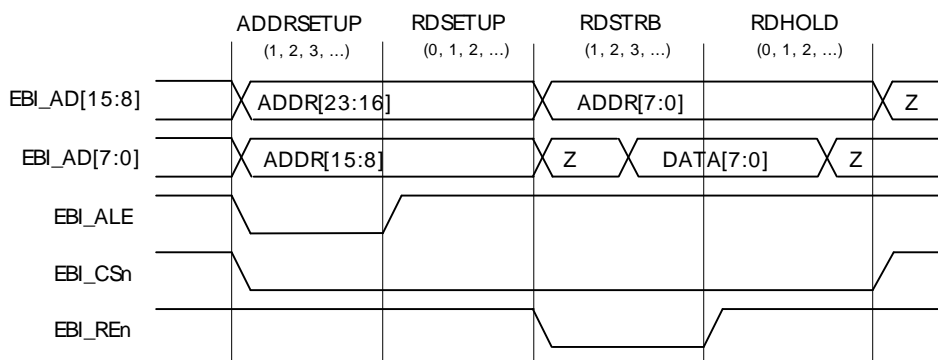 ADDRSETUP RDSETUP RDSTRB RDHOLD
(1, 2, 3, ...) (0, 1, 2, ...) (1, 2, 3, ...) (0, 1, 2, ...)
EBI_AD[15:8] ADDR[23:16] ADDR[7:0] Z
EBI_AD[7:0] ADDR[15:8] Z DATA[7:0] Z
EBI_ALE
EBI_CSn
EBI_REn